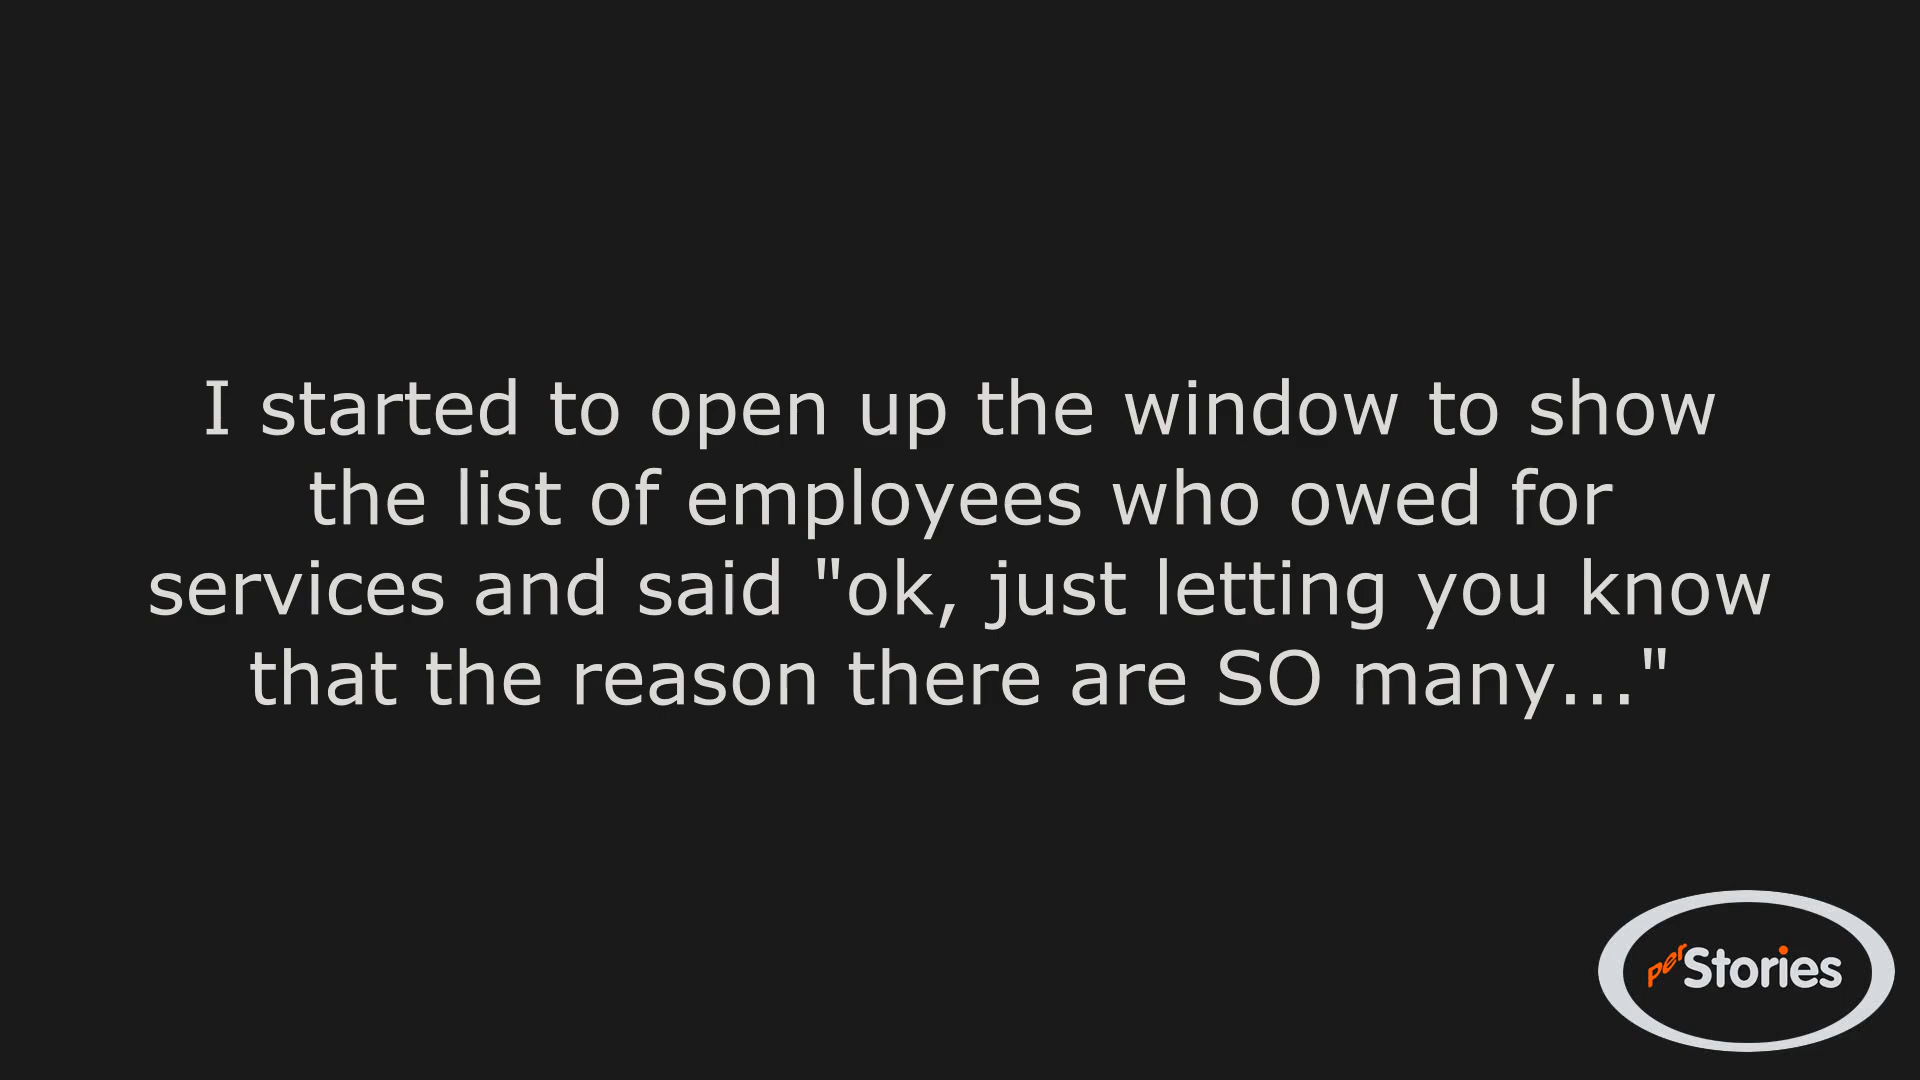 I started to open up the window to show
the list of employees who owed for
services and said "ok, just letting you know
that the reason there are SO many..."
perStories